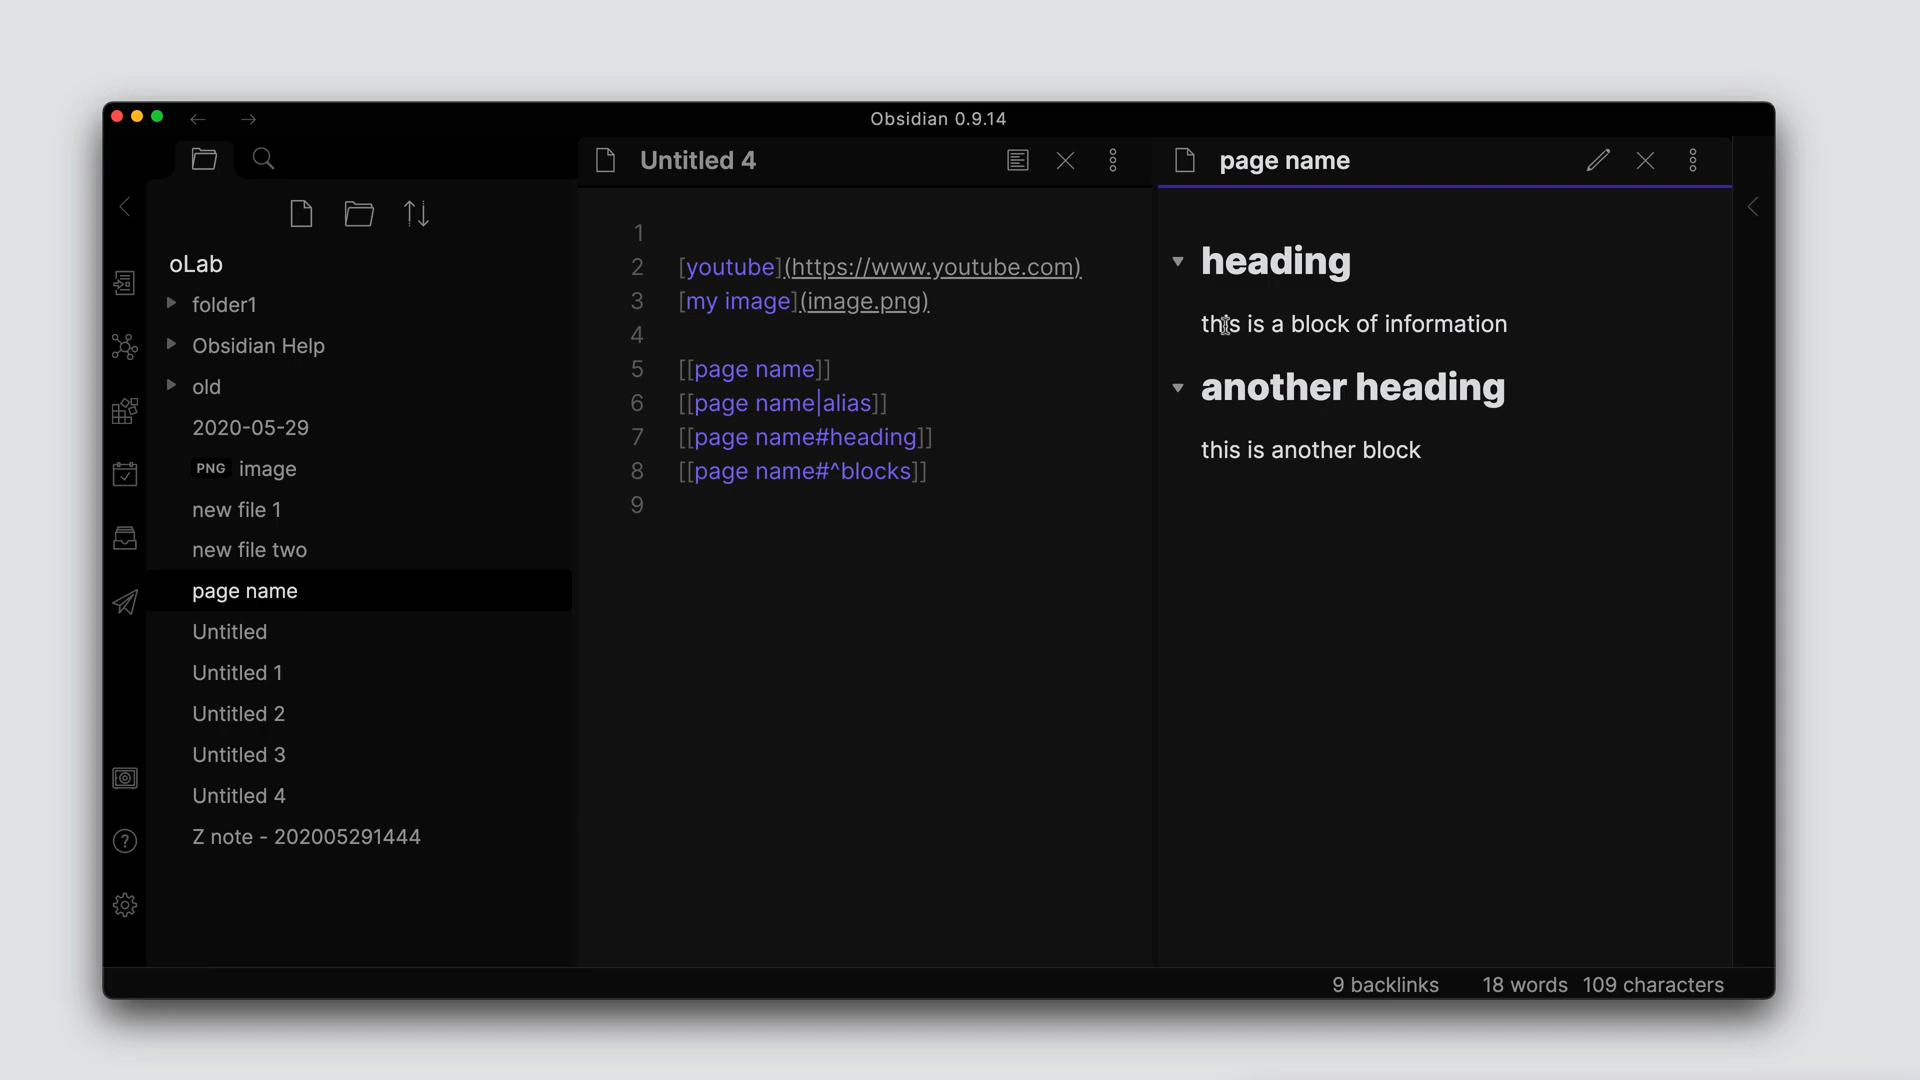 Obsidian 0.9.14
oLab
folder1
Obsidian Help
old
2020-05-29
PNG image
new file 1
new file two
page name
Untitled
Untitled 1
Untitled 2
Untitled 3
Untitled 4
Z note - 202005291444
Untitled 4
1
2 [youtube](https://www.youtube.com)
3 [my image](image.png)
4
5 [[page name]]
6 [[page name|alias]]
7 [[page name#heading]]
8 [[page name#^blocks]]
9
page name
heading
this is a block of information
another heading
this is another block
9 backlinks 18 words 109 characters